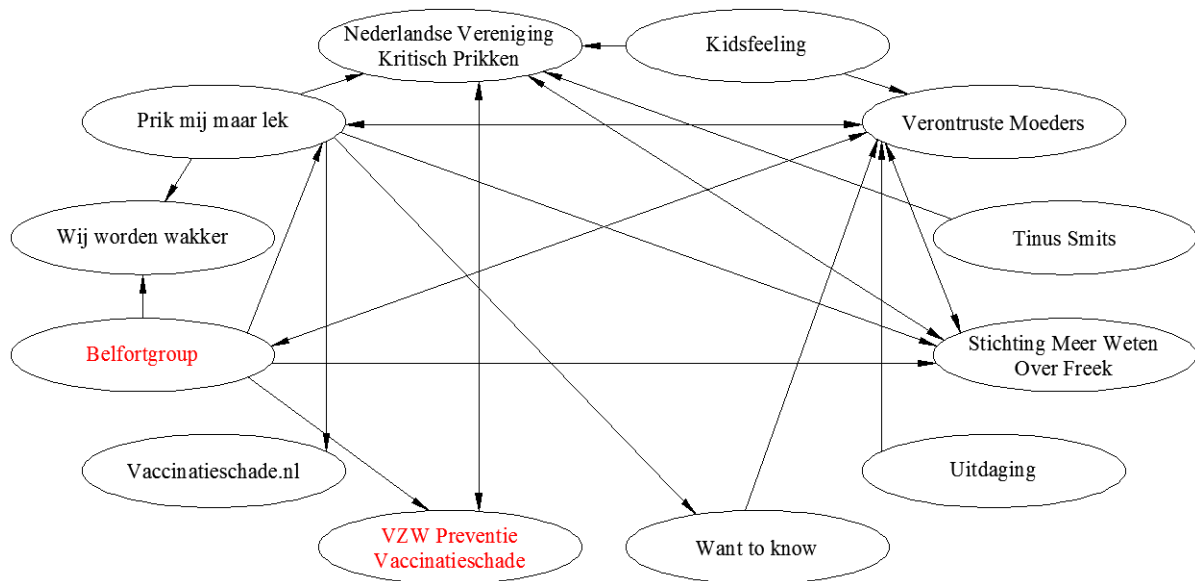 Nederlandse Vereniging
Kritisch Prikken
Kidsfeeling
Prik mij maar lek
Verontruste Moeders
Wij worden wakker
Tinus Smits
Belfortgroup
Stichting Meer Weten
Over Freek
Vaccinatieschade.nl
Uitdaging
VZW Preventie
Vaccinatieschade
Want to know